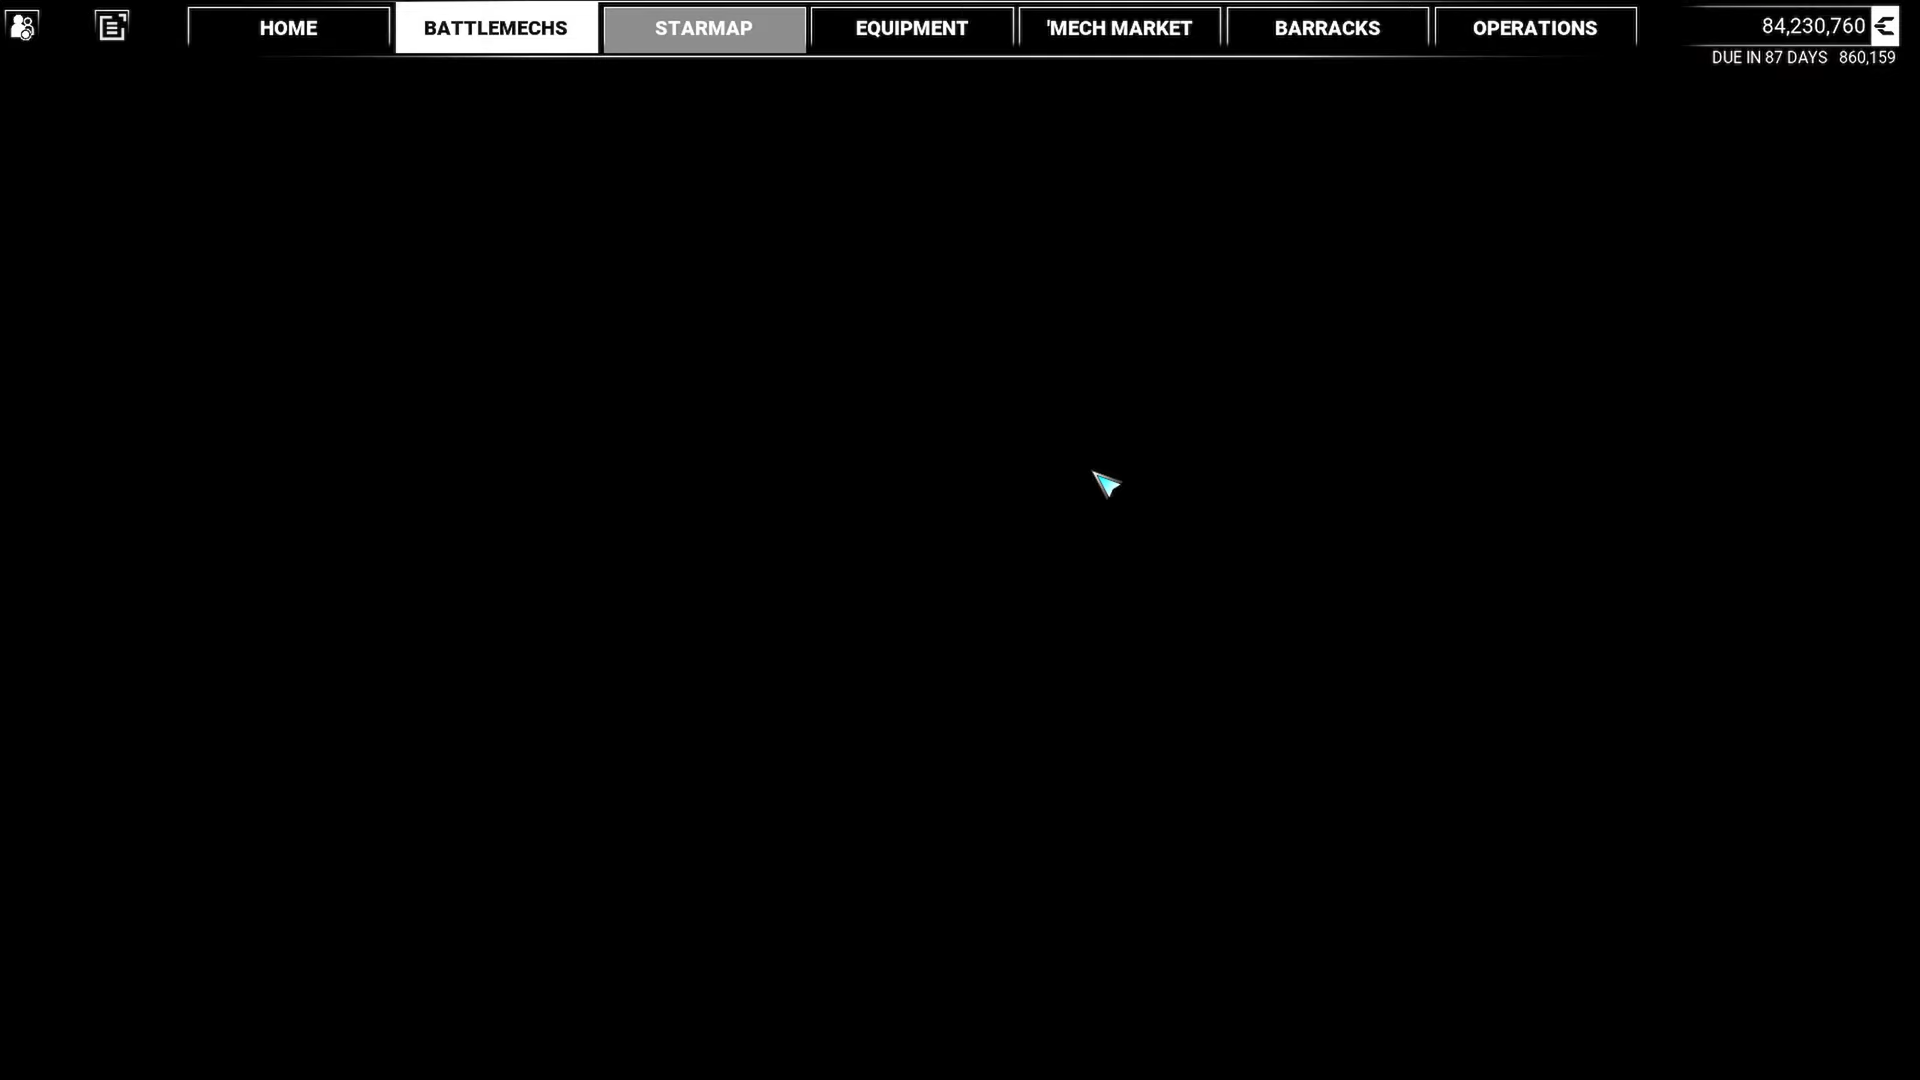 HOME
BATTLEMECHS
STARMAP
EQUIPMENT
'MECH MARKET
BARRACKS
OPERATIONS
84,230,760
DUE IN 87 DAYS 860,159